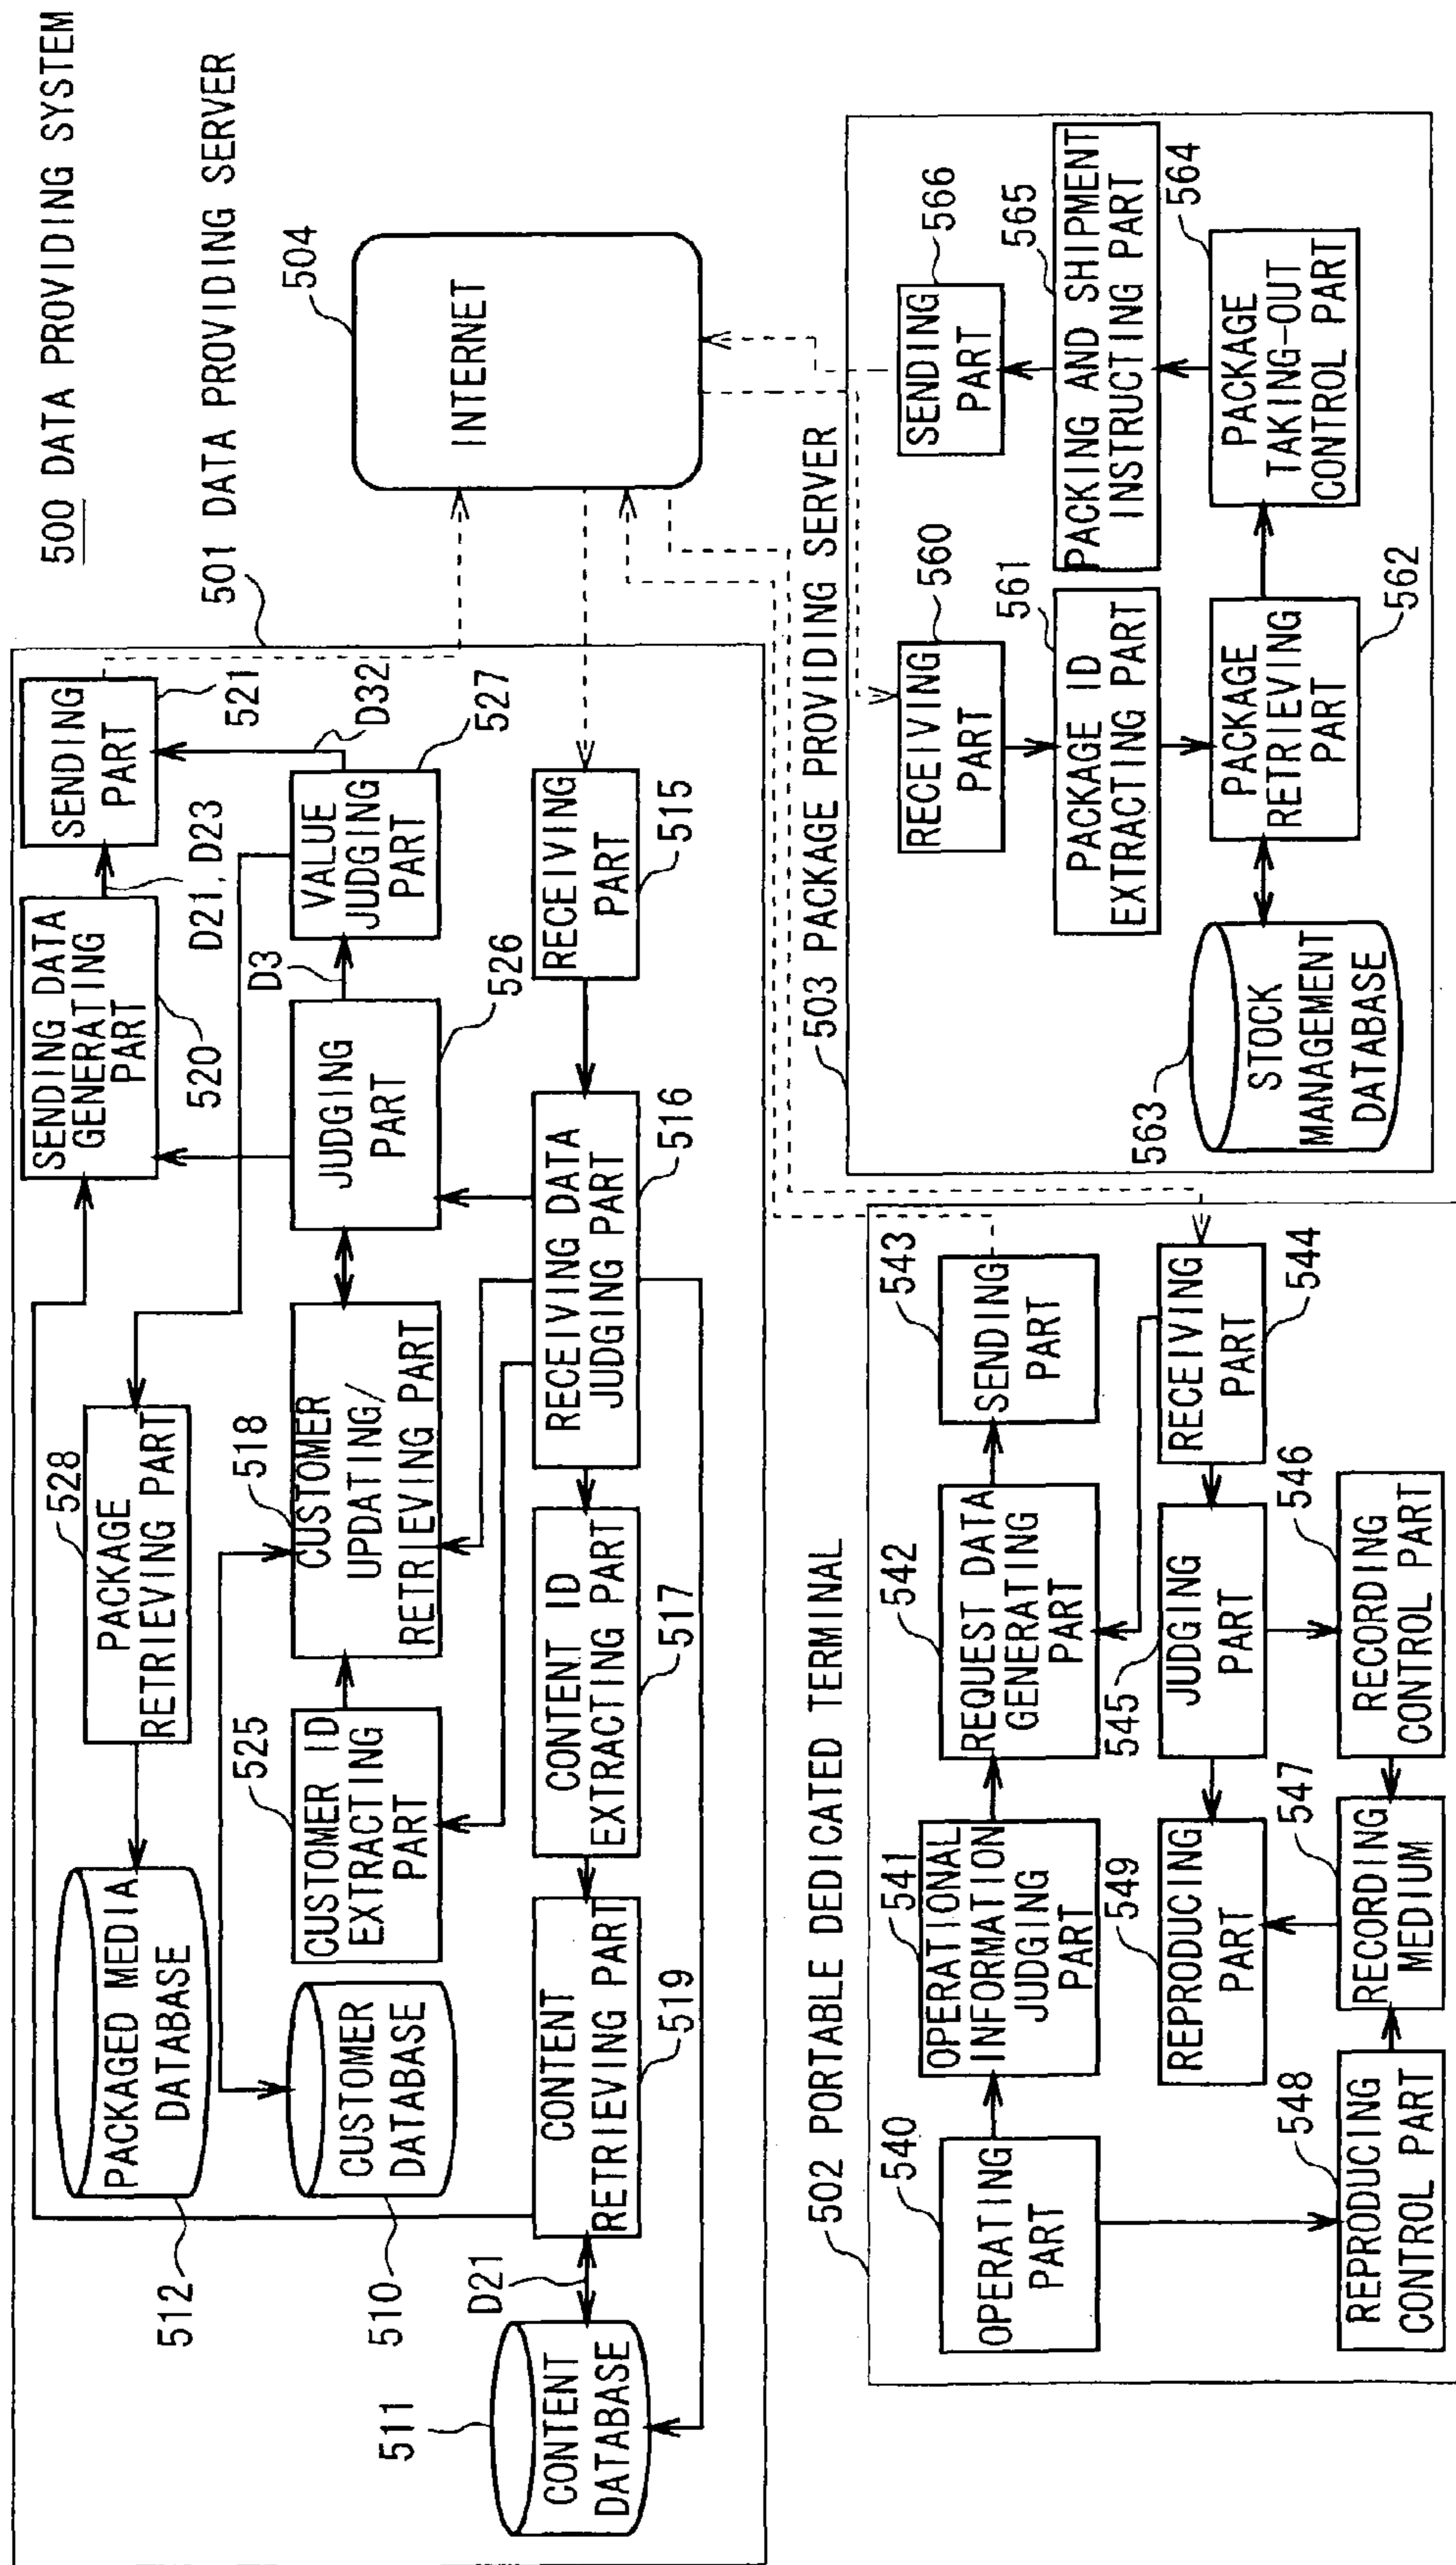 500 DATA PROVIDING SYSTEM
501 DATA PROVIDING SERVER
PACKAGED MEDIA
DATABASE
512
528
PACKAGE
RETRIEVING PART
SENDING DATA
GENERATING
PART
520
D21, D23
SENDING
PART
521
CUSTOMER
DATABASE
510
525
CUSTOMER ID
EXTRACTING
PART
518
CUSTOMER
UPDATING/
RETRIEVING PART
JUDGING
PART
526
D3
VALUE
JUDGING
PART
527
D32
511
CONTENT
DATABASE
D21
CONTENT
RETRIEVING PART
519
CONTENT ID
EXTRACTING PART
517
RECEIVING DATA
JUDGING PART
516
RECEIVING
PART
515
504
INTERNET
502 PORTABLE DEDICATED TERMINAL
540
OPERATING
PART
541
OPERATIONAL
INFORMATION
JUDGING
PART
542
REQUEST DATA
GENERATING
PART
543
SENDING
PART
549
REPRODUCING
PART
545
JUDGING
PART
RECEIVING
PART
544
548
REPRODUCING
CONTROL PART
547
RECORDING
MEDIUM
546
RECORDING
CONTROL PART
503 PACKAGE PROVIDING SERVER
RECEIVING
PART
560
SENDING
PART
566
561
PACKAGE ID
EXTRACTING PART
565
PACKING AND SHIPMENT
INSTRUCTING PART
563
STOCK
MANAGEMENT
DATABASE
PACKAGE
RETRIEVING
PART
562
PACKAGE
TAKING-OUT
CONTROL PART
564